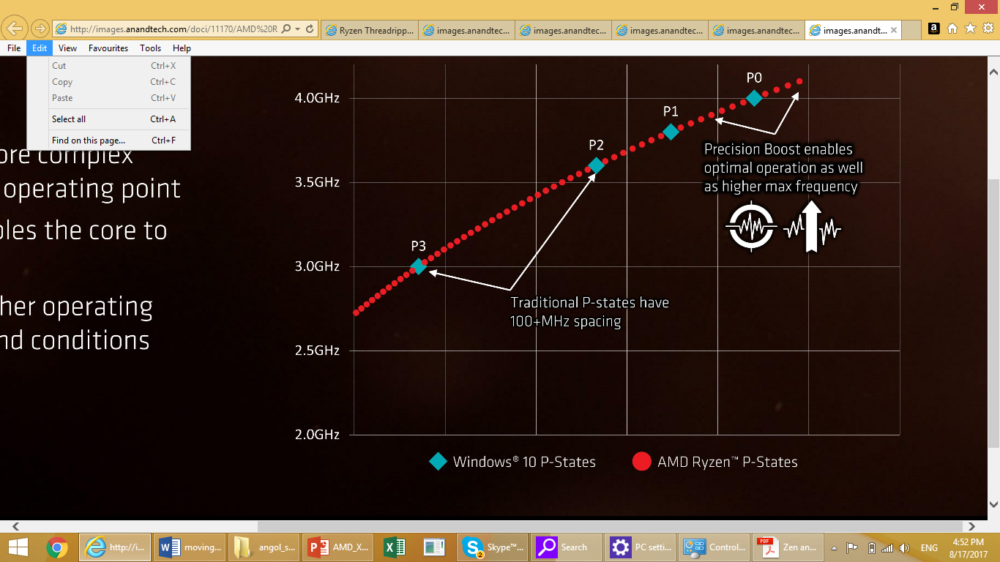 http://images.anandtech.com/doci/11170/AMD%20R
Ryzen Threadripp...
images.anandtec...
images.anandtec...
images.anandtec...
images.anandtec...
images.anandt...
File Edit View Favourites Tools Help
Cut Ctrl+X
Copy Ctrl+C
Paste Ctrl+V
Select all Ctrl+A
Find on this page... Ctrl+F
ore complex
operating point
bles the core to
her operating
nd conditions
4.0GHz
3.5GHz
3.0GHz
2.5GHz
2.0GHz
P0
P1
P2
P3
Precision Boost enables
optimal operation as well
as higher max frequency
Traditional P-states have
100+MHz spacing
Windows® 10 P-States
AMD Ryzen™ P-States
http://i...
moving...
angol_s...
AMD_X...
Skype™...
2
Search
PC setti...
Control...
PDF
Zen an...
ENG
4:52 PM
8/17/2017